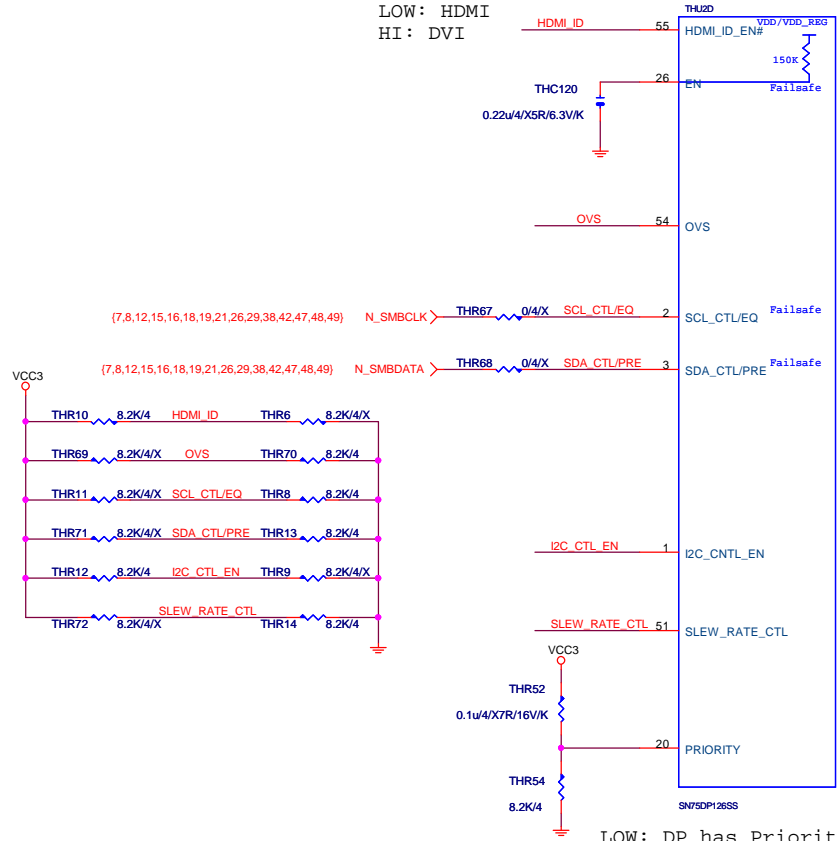 LOW: HDMI
HI: DVI
THU2D
HDMI_ID
55
HDMI_ID_EN#
VDD/VDD_REG
150K
26
EN
Failsafe
THC120
0.22u/4/X5R/6.3V/K
OVS
54
OVS
{7,8,12,15,16,18,19,21,26,29,38,42,47,48,49}
N_SMBCLK
THR67
0/4/X
SCL_CTL/EQ
2
SCL_CTL/EQ
Failsafe
{7,8,12,15,16,18,19,21,26,29,38,42,47,48,49}
N_SMBDATA
THR68
0/4/X
SDA_CTL/PRE
3
SDA_CTL/PRE
Failsafe
VCC3
THR10 8.2K/4 HDMI_ID THR6 8.2K/4/X
THR69 8.2K/4/X OVS THR70 8.2K/4
THR11 8.2K/4/X SCL_CTL/EQ THR8 8.2K/4
THR71 8.2K/4/X SDA_CTL/PRE THR13 8.2K/4
THR12 8.2K/4 I2C_CTL_EN THR9 8.2K/4/X
SLEW_RATE_CTL
THR72 8.2K/4/X THR14 8.2K/4
I2C_CTL_EN
1
I2C_CNTL_EN
SLEW_RATE_CTL
51
SLEW_RATE_CTL
VCC3
THR52
0.1u/4/X7R/16V/K
20
PRIORITY
THR54
8.2K/4
SN75DP126SS
LOW: DP has Priorit